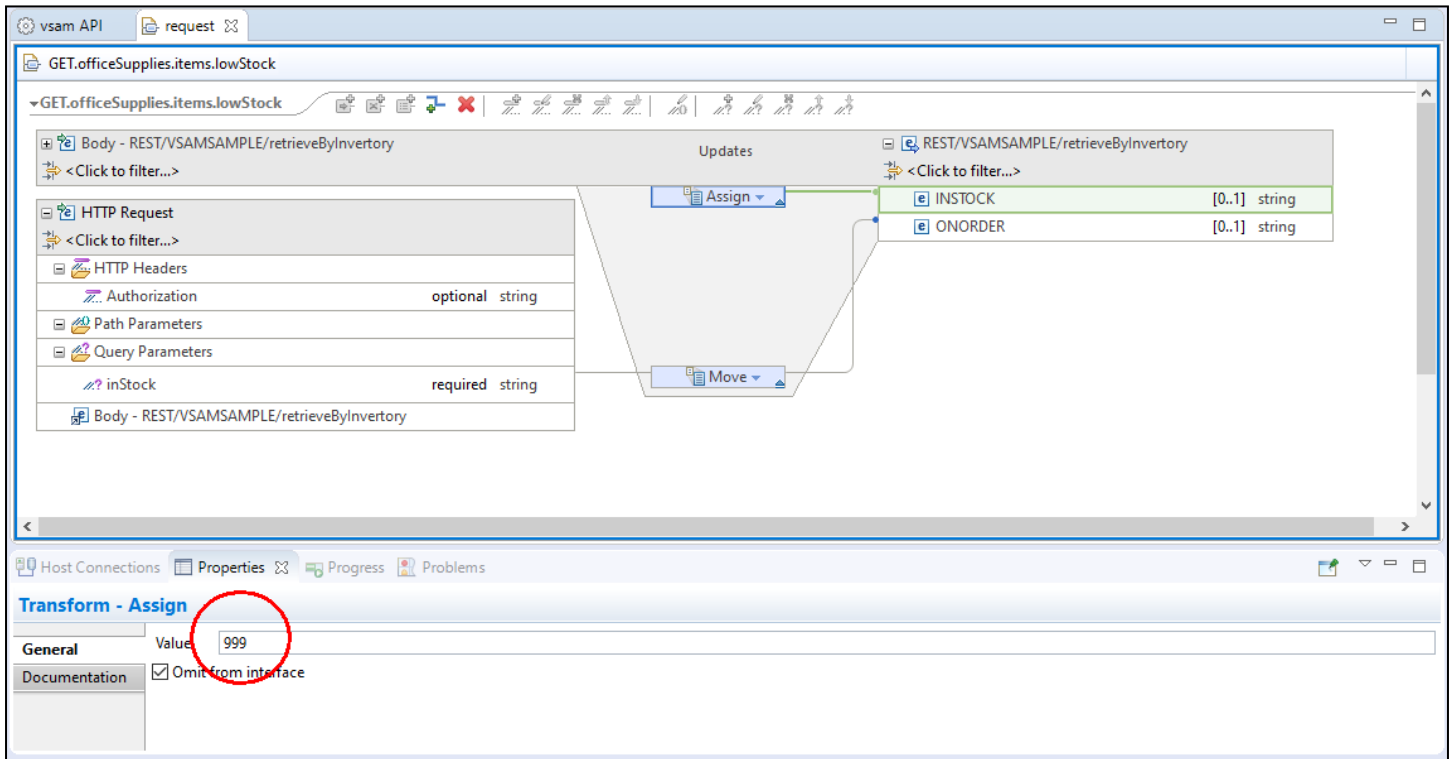 vsam API request
GET.officeSupplies.items.lowStock
GET.officeSupplies.items.lowStock
Body - REST/VSAMSAMPLE/retrieveByInvertory
<Click to filter...>
Updates
REST/VSAMSAMPLE/retrieveByInvertory
<Click to filter...>
Assign
INSTOCK [0..1] string
ONORDER [0..1] string
HTTP Request
<Click to filter...>
HTTP Headers
Authorization optional string
Path Parameters
Query Parameters
inStock required string
Move
Body - REST/VSAMSAMPLE/retrieveByInvertory
Host Connections Properties Progress Problems
Transform - Assign
General
Documentation
Value 999
Omit from interface